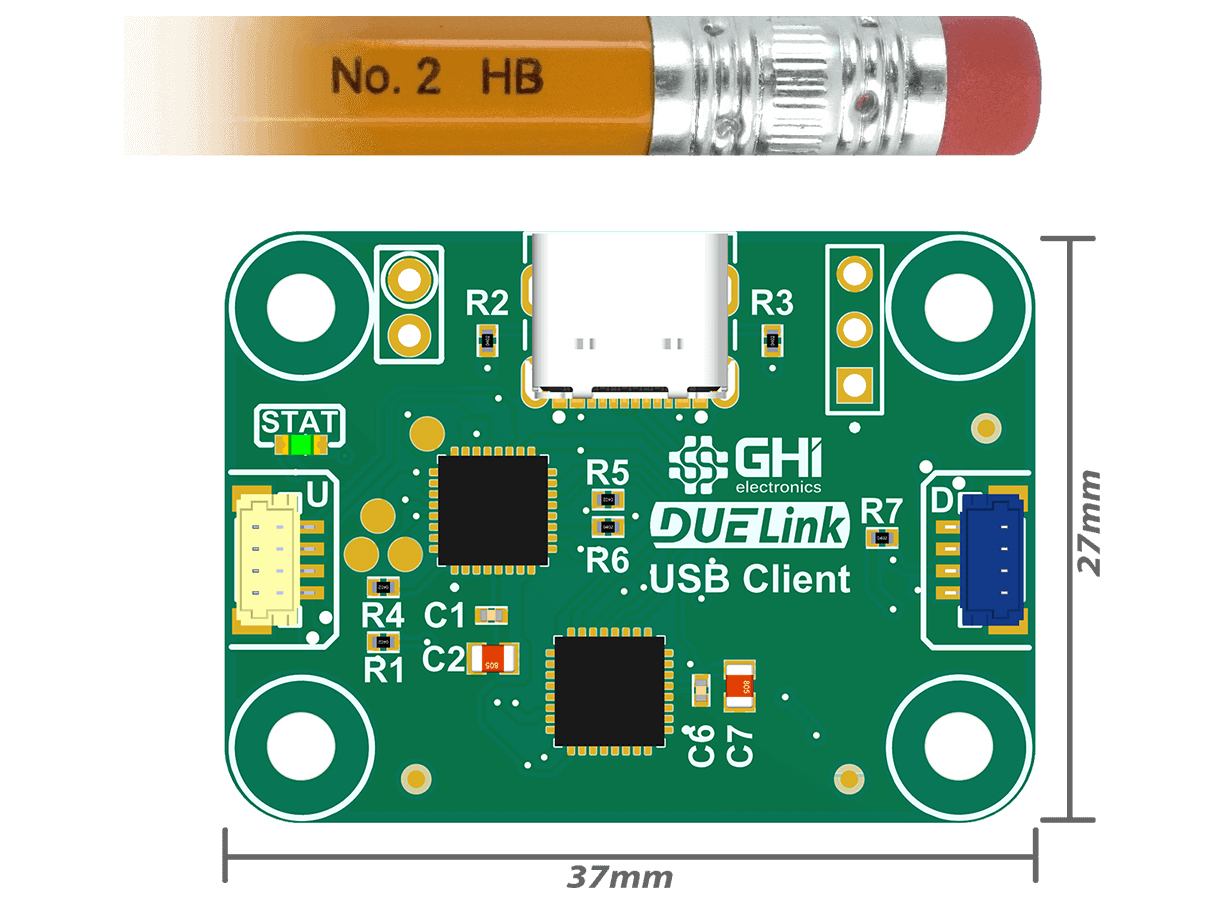 No. 2 HB
R2
R3
STAT
GHI
electronics
U
R5
DUELink
R7
D
R6
USB Client
R4
C1
C2
R1
805
805
C6
C7
27mm
37mm